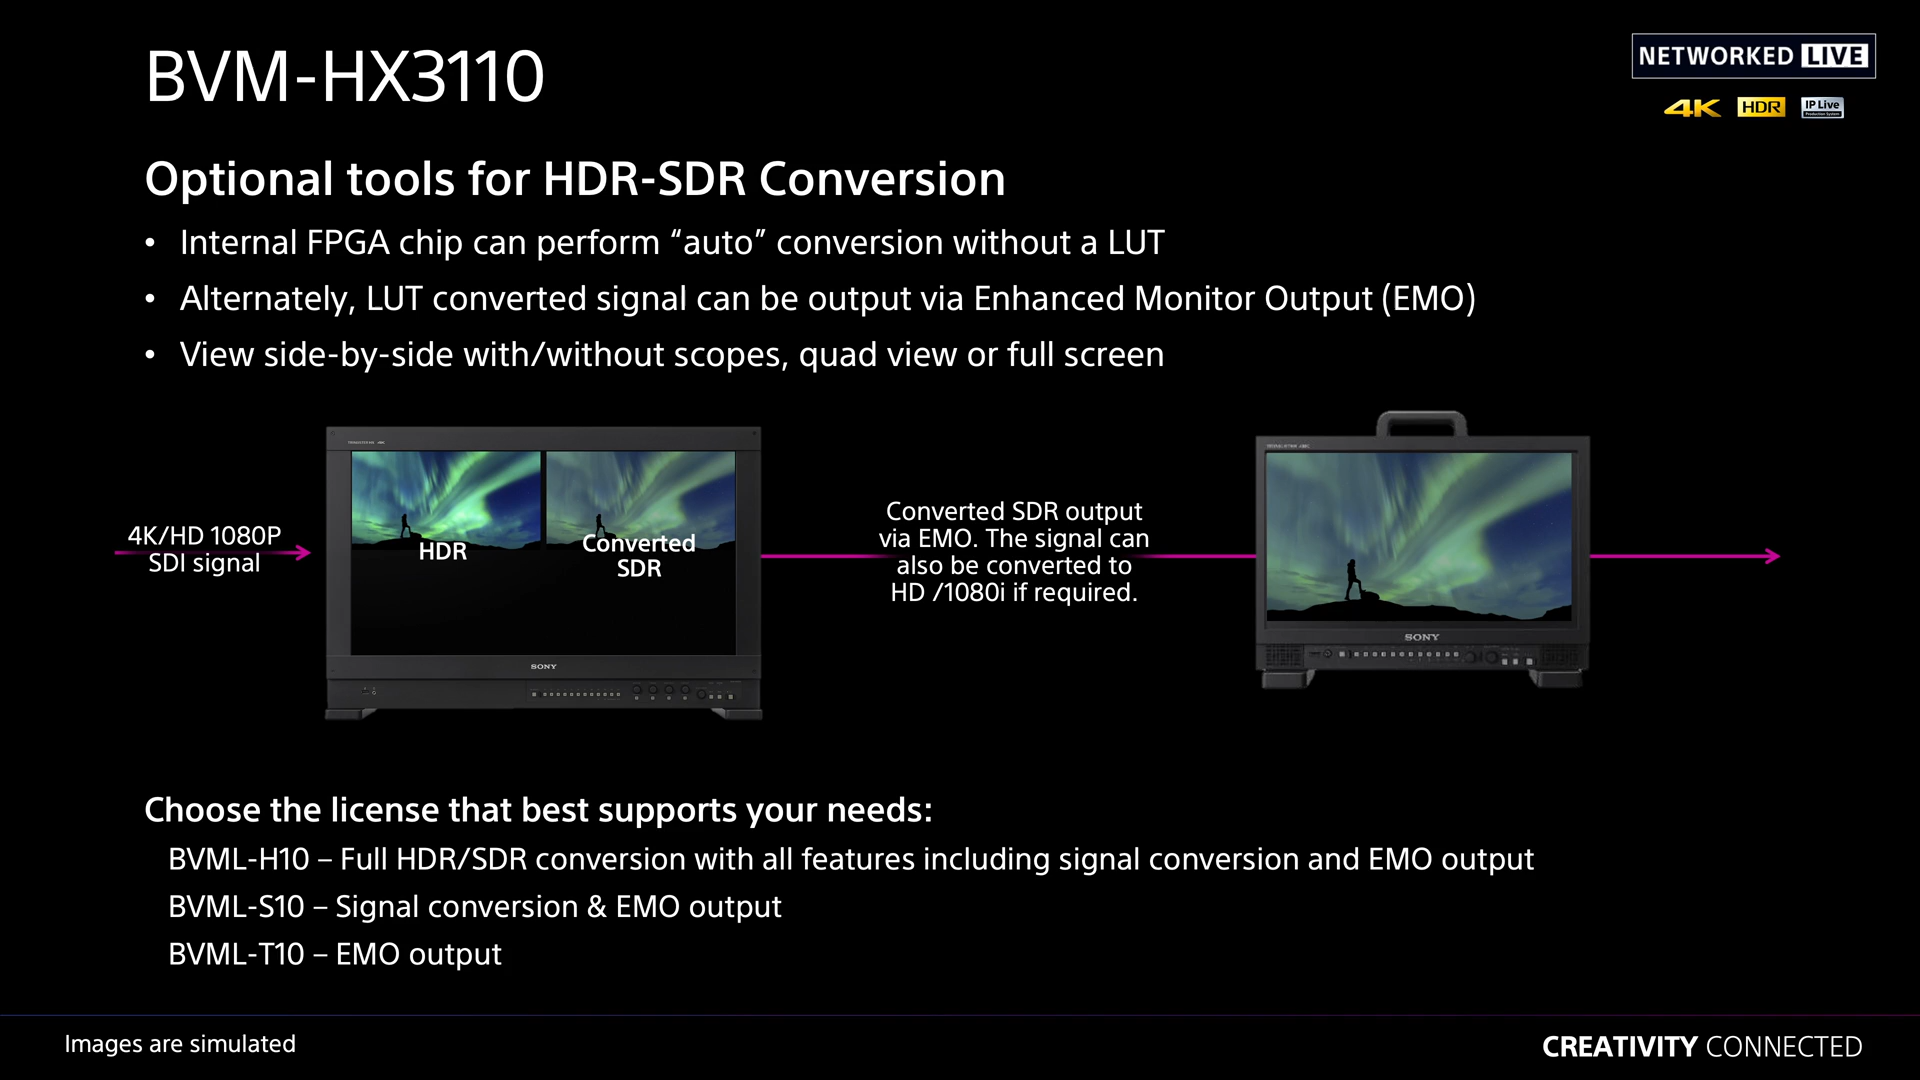 BVM-HX3110
NETWORKED LIVE
4K HDR IP Live
Production System
Optional tools for HDR-SDR Conversion
• Internal FPGA chip can perform “auto” conversion without a LUT
• Alternately, LUT converted signal can be output via Enhanced Monitor Output (EMO)
• View side-by-side with/without scopes, quad view or full screen
4K/HD 1080P
SDI signal
HDR
Converted
SDR
SONY
Converted SDR output
via EMO. The signal can
also be converted to
HD /1080i if required.
SONY
Choose the license that best supports your needs:
BVML-H10 – Full HDR/SDR conversion with all features including signal conversion and EMO output
BVML-S10 – Signal conversion & EMO output
BVML-T10 – EMO output
Images are simulated
CREATIVITY CONNECTED